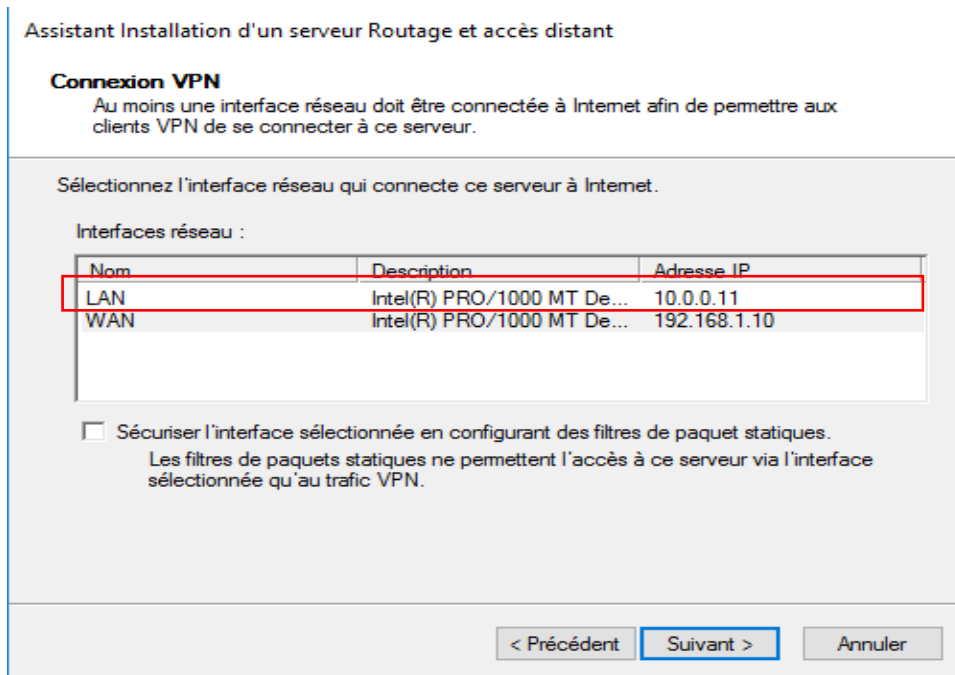 Assistant Installation d'un serveur Routage et accès distant
Connexion VPN
Au moins une interface réseau doit être connectée à Internet afin de permettre aux
clients VPN de se connecter à ce serveur.
Sélectionnez l'interface réseau qui connecte ce serveur à Internet.
Interfaces réseau :
Nom Description Adresse IP
LAN Intel(R) PRO/1000 MT De... 10.0.0.11
WAN Intel(R) PRO/1000 MT De... 192.168.1.10
Sécuriser l'interface sélectionnée en configurant des filtres de paquet statiques.
Les filtres de paquets statiques ne permettent l'accès à ce serveur via l'interface
sélectionnée qu'au trafic VPN.
< Précédent Suivant > Annuler